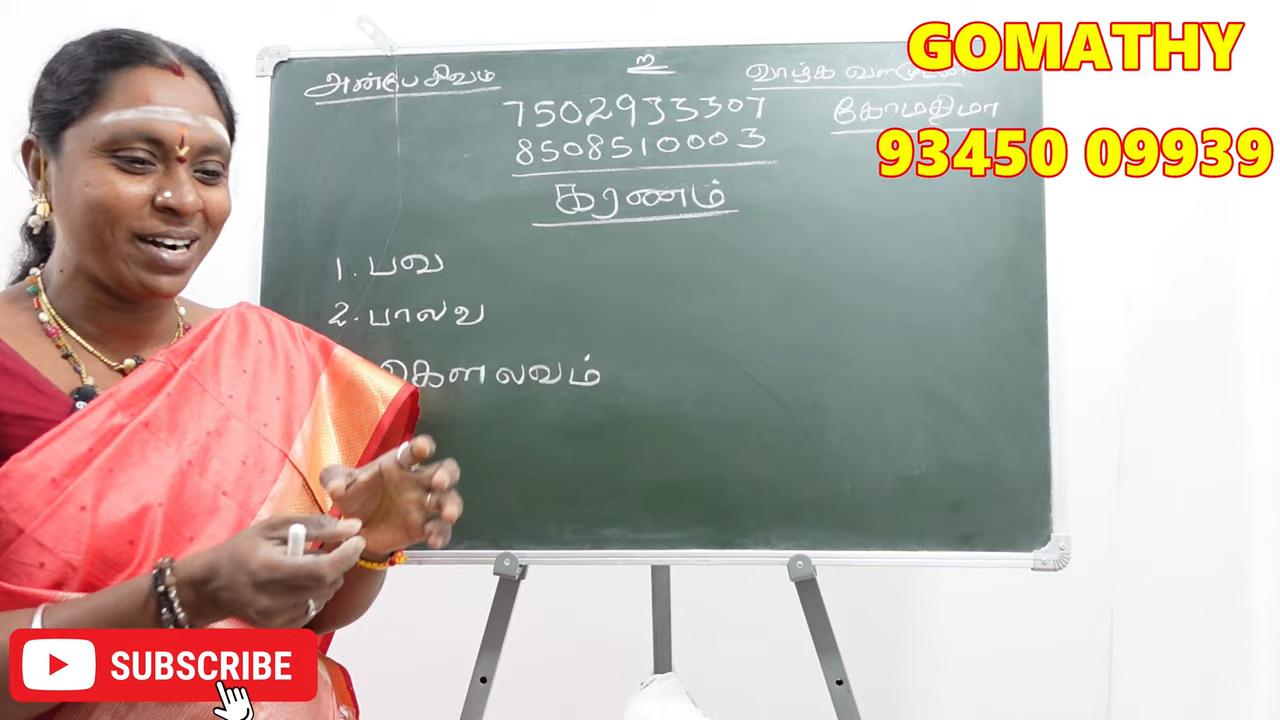 GOMATHY
93450 09939
உ
அன்பே சிவம்
வாழ்க வளமுடன்
7502933307
கோமதிமா
8508510003
கரணம்
1. பவ
2. பாலவ
கௌலவம்
SUBSCRIBE